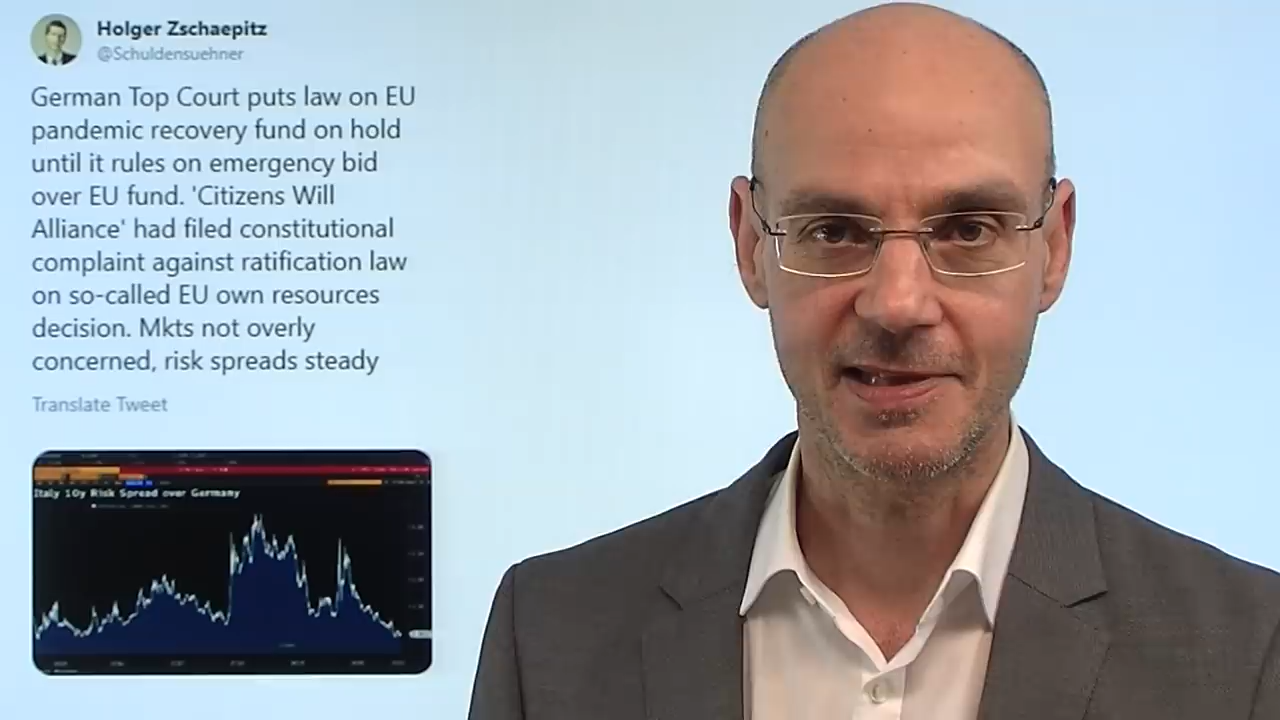 Holger Zschaepitz
@Schuldensuehner
German Top Court puts law on EU
pandemic recovery fund on hold
until it rules on emergency bid
over EU fund. 'Citizens Will
Alliance' had filed constitutional
complaint against ratification law
on so-called EU own resources
decision. Mkts not overly
concerned, risk spreads steady
Translate Tweet
Italy 10y Risk Spread over Germany